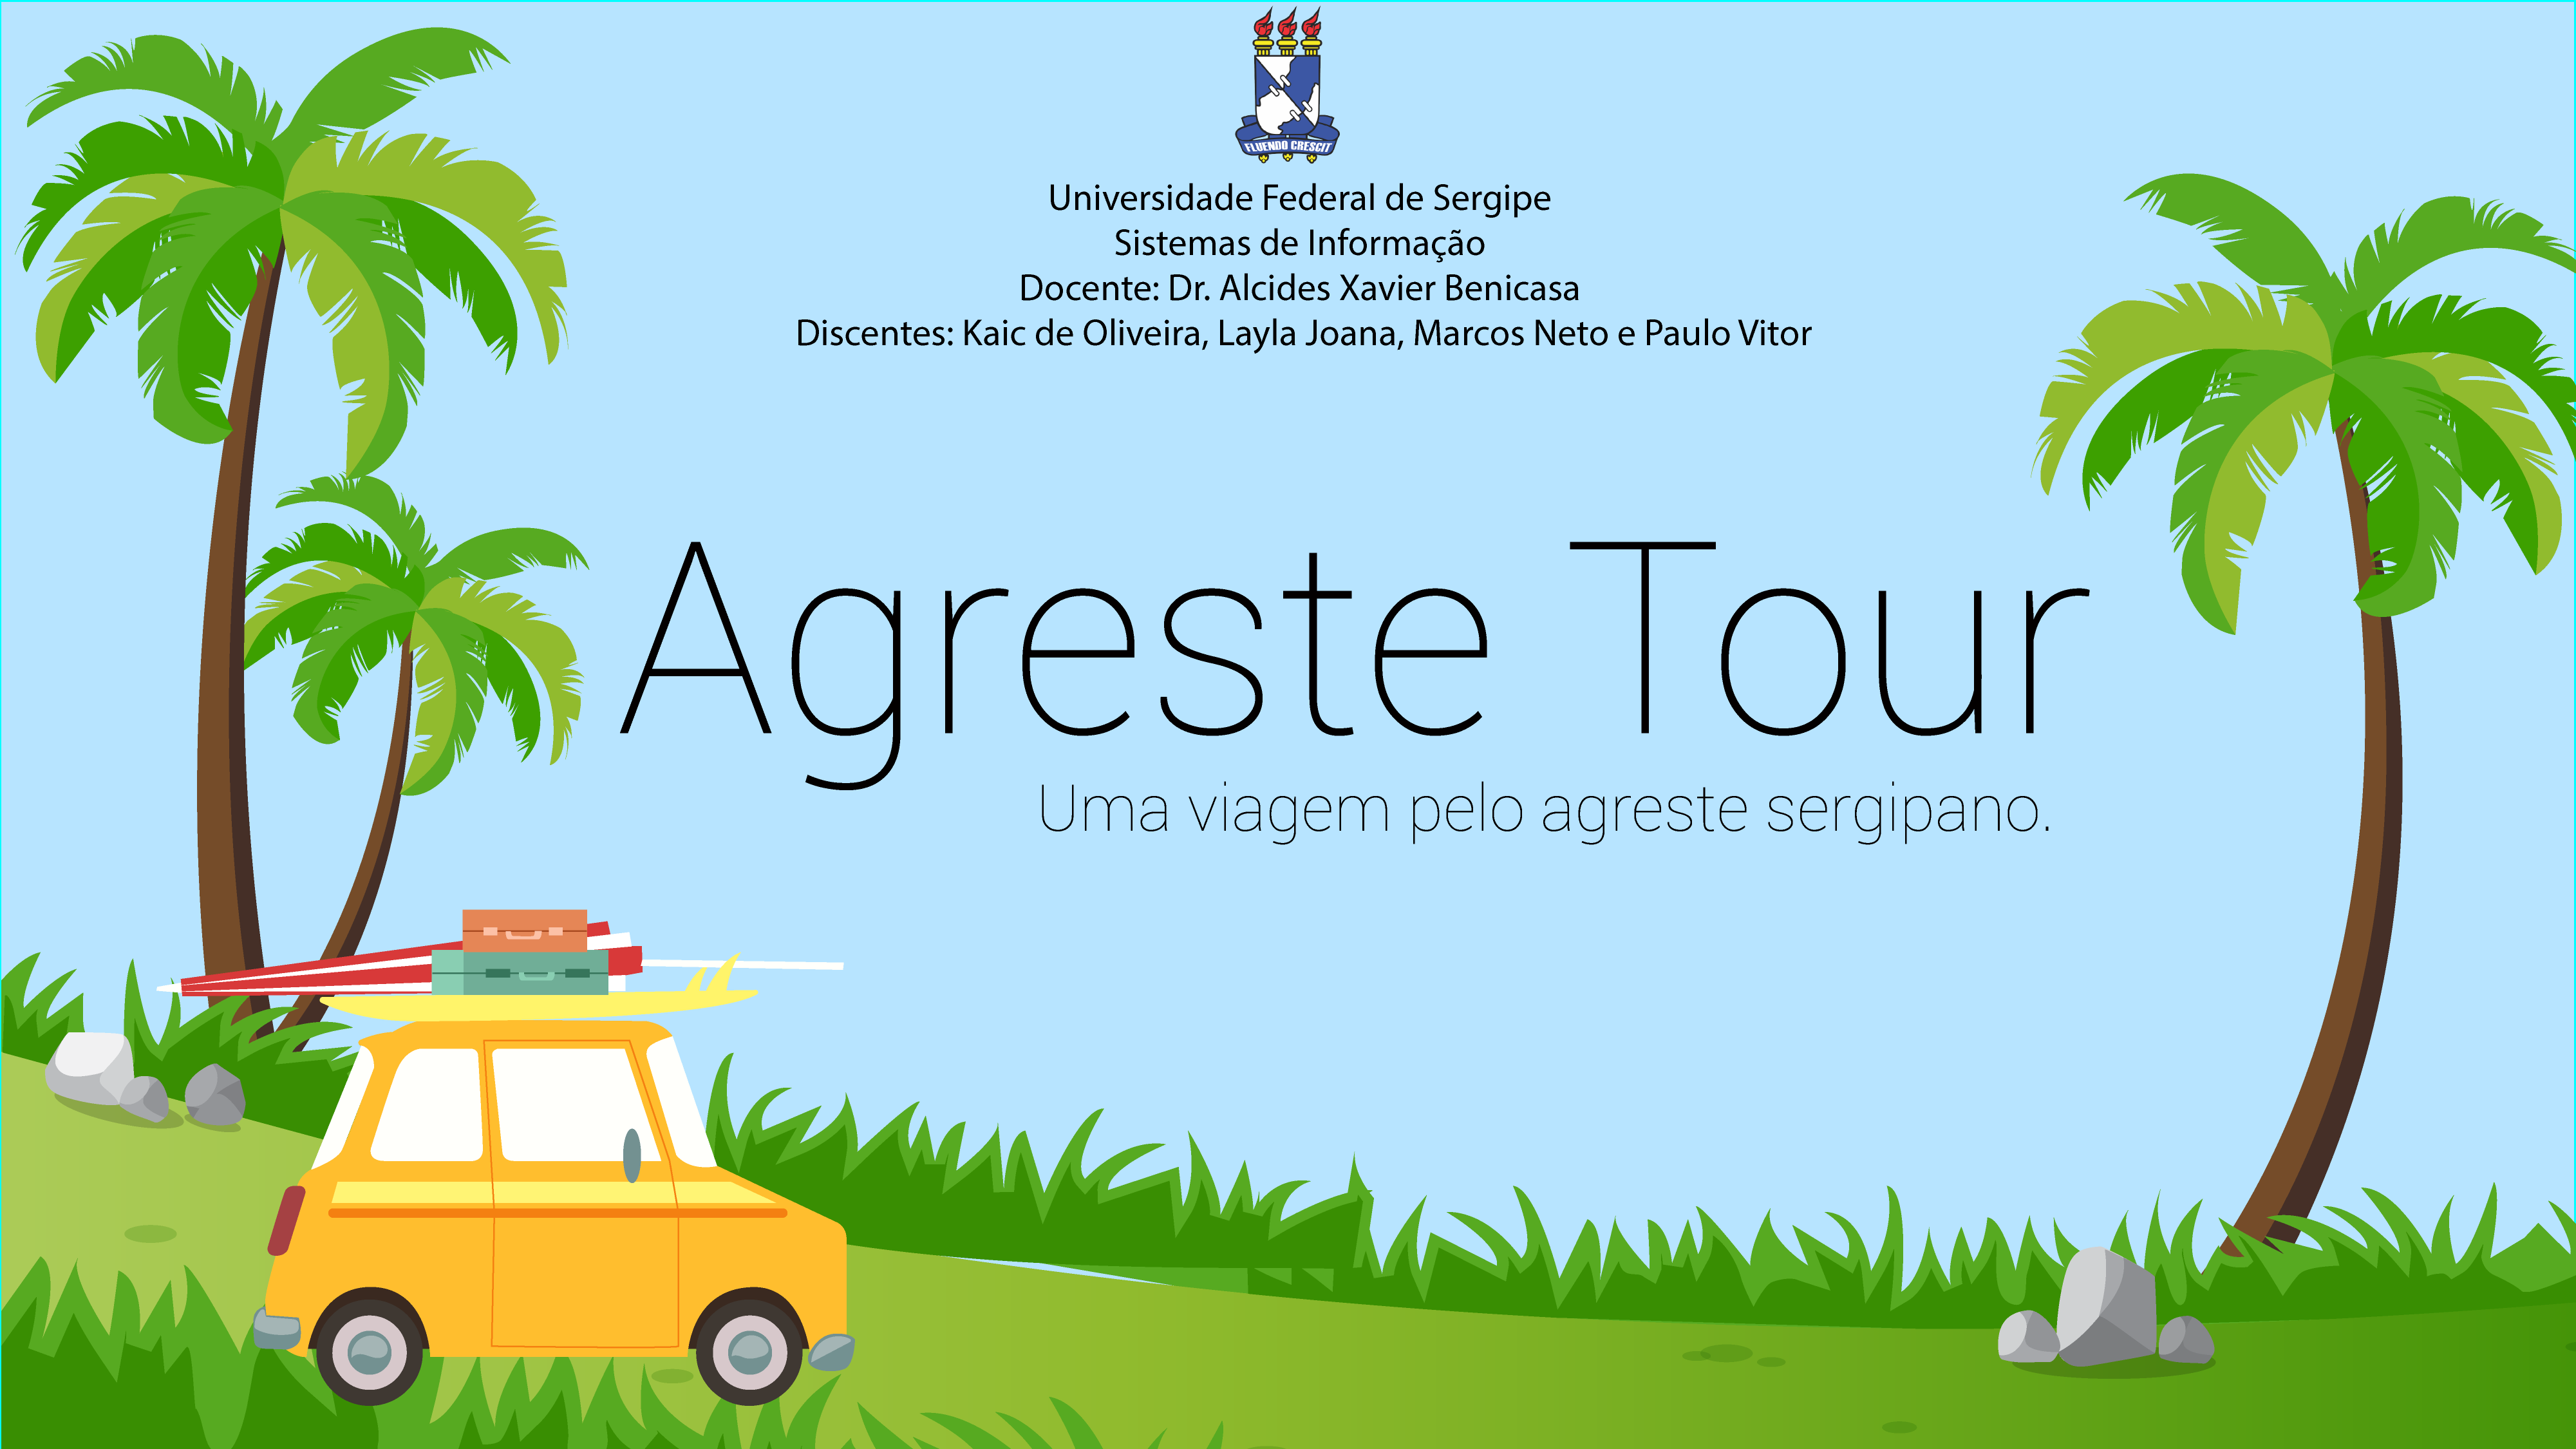 FLUENDO CRESCIT
Universidade Federal de Sergipe
Sistemas de Informação
Docente: Dr. Alcides Xavier Benicasa
Discentes: Kaic de Oliveira, Layla Joana, Marcos Neto e Paulo Vitor
Agreste Tour
Uma viagem pelo agreste sergipano.